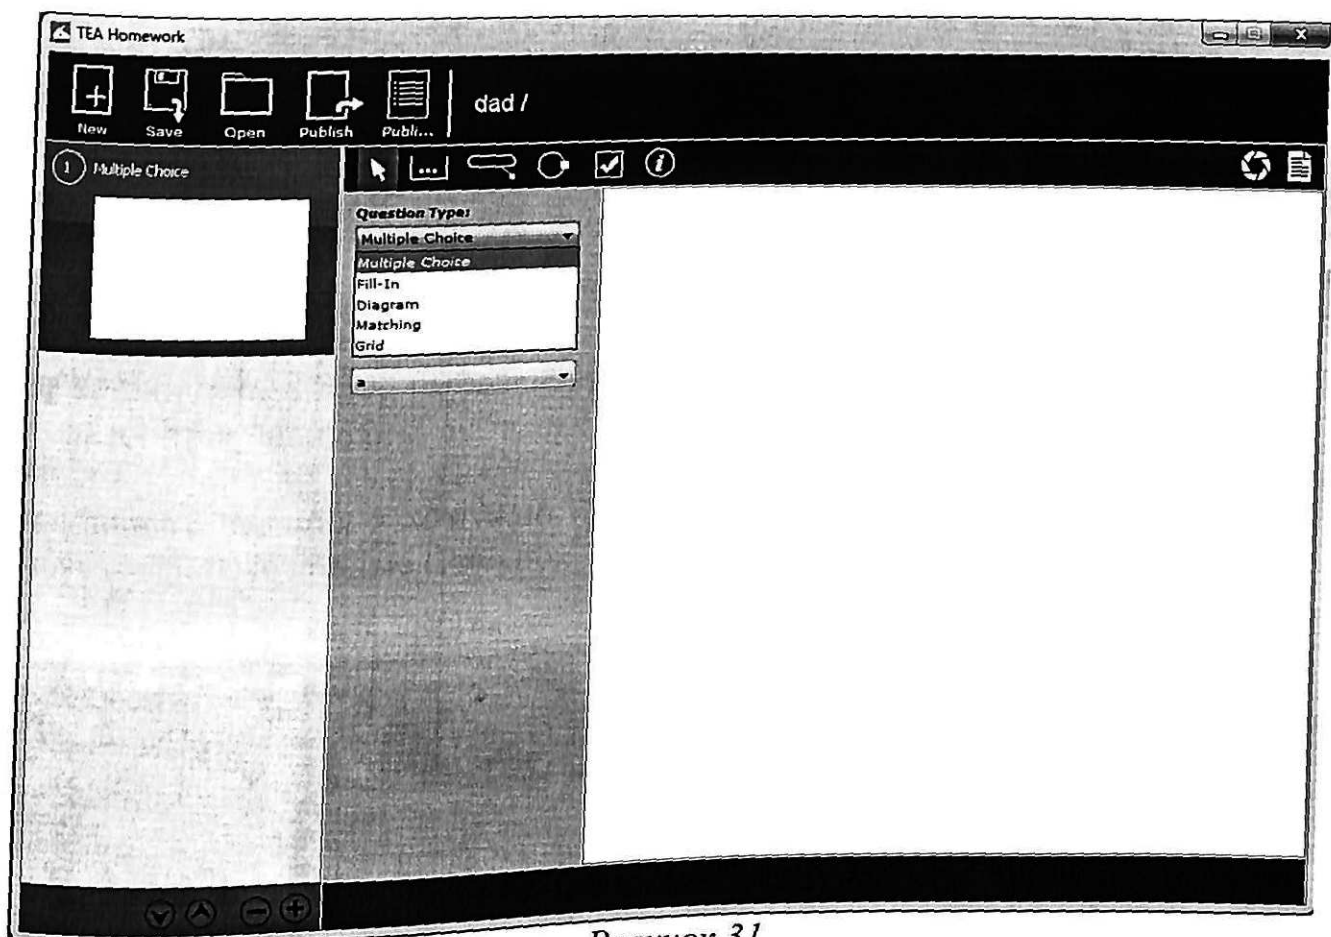 TEA Homework
New Save Open Publish Publi...
dad /
1 Multiple Choice
Question Type:
Multiple Choice
Multiple Choice
Fill-In
Diagram
Matching
Grid
a
31